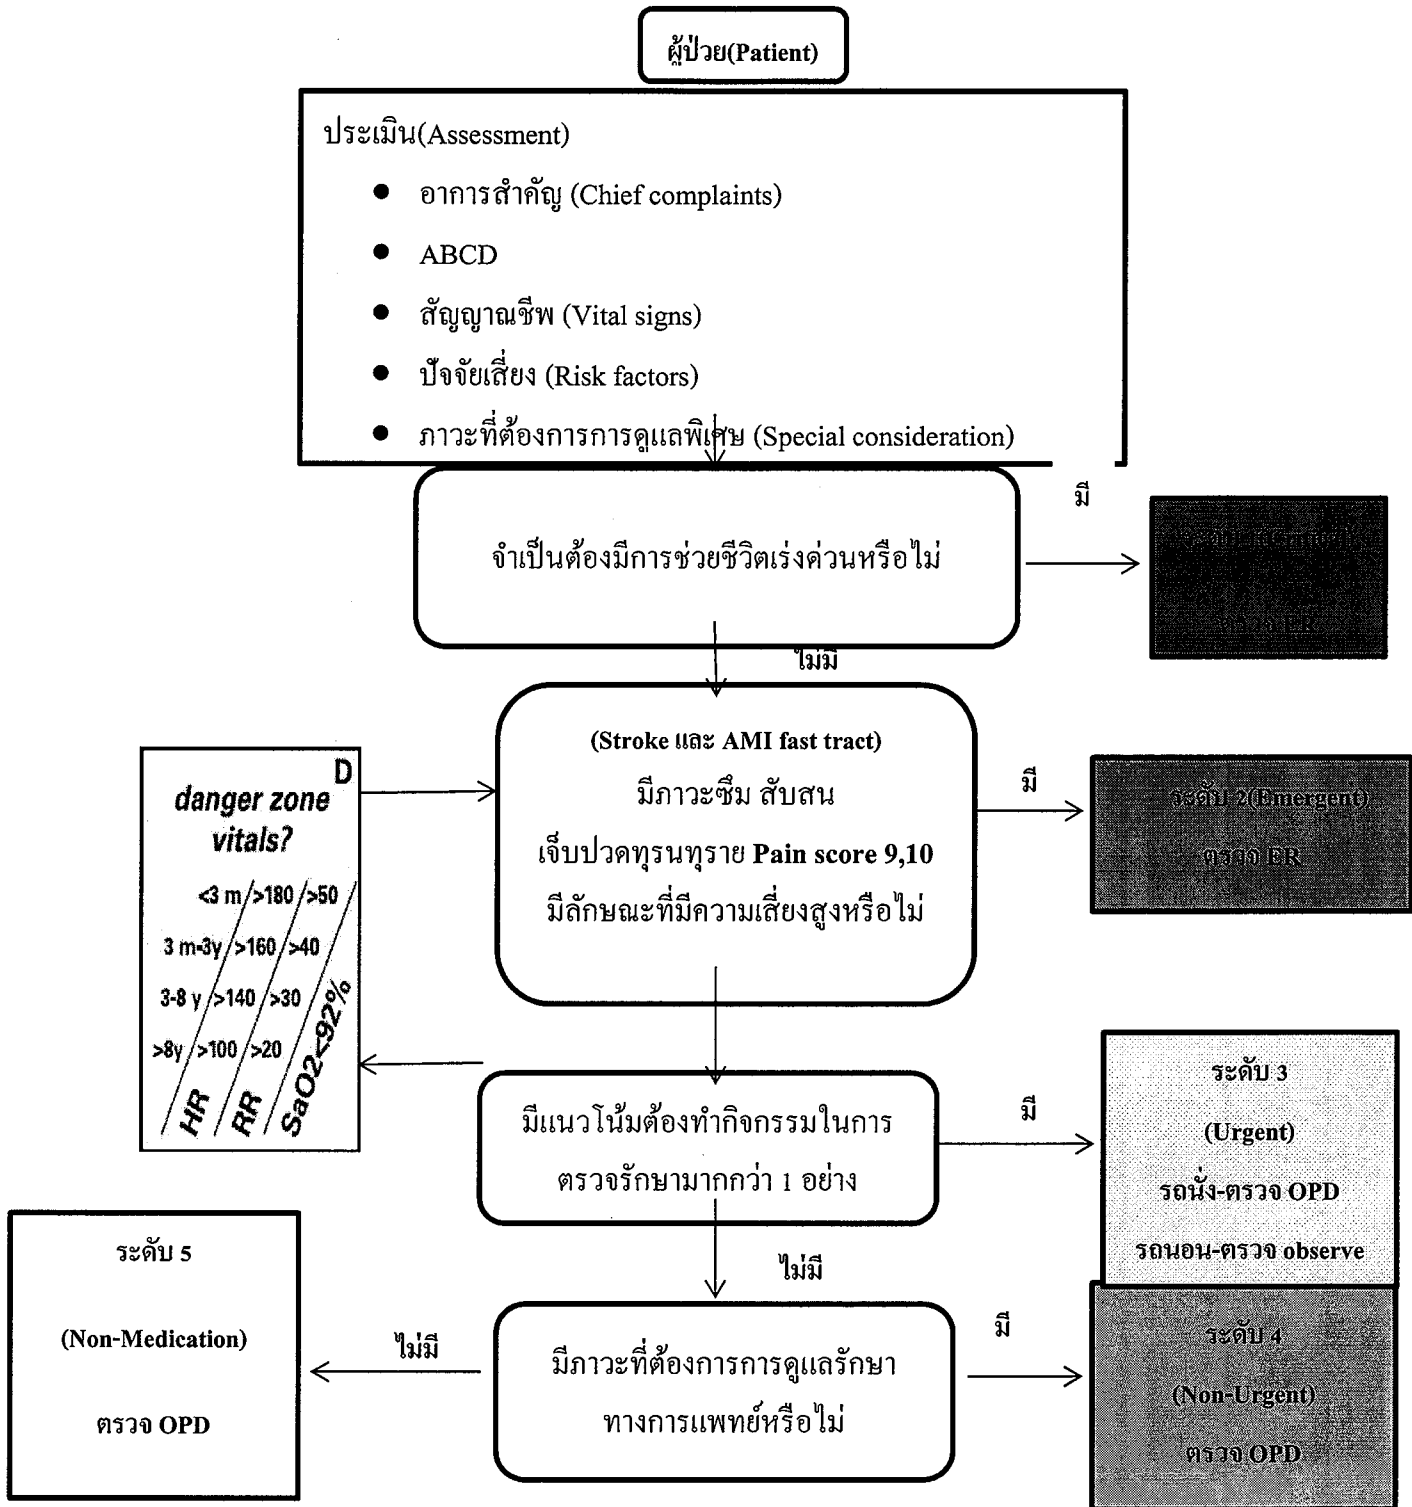 ผู้ป่วย(Patient)
ประเมิน(Assessment)
● อาการสำคัญ (Chief complaints)
● ABCD
● สัญญาณชีพ (Vital signs)
● ปัจจัยเสี่ยง (Risk factors)
● ภาวะที่ต้องการการดูแลพิเศษ (Special consideration)
จำเป็นต้องมีการช่วยชีวิตเร่งด่วนหรือไม่
มี
ตรวจ ER
ไม่มี
(Stroke และ AMI fast tract)
มีภาวะซึม สับสน
เจ็บปวดทุรนทุราย Pain score 9,10
มีลักษณะที่มีความเสี่ยงสูงหรือไม่
มี
ระดับ 2(Emergent)
ตรวจ ER
D
danger zone
vitals?
<3 m >180 >50
3 m-3y >160 >40
3-8 y >140 >30
>8y >100 >20
HR RR SaO2<92%
มีแนวโน้มต้องทำกิจกรรมในการ
ตรวจรักษามากกว่า 1 อย่าง
มี
ระดับ 3
(Urgent)
รถนั่ง-ตรวจ OPD
รถนอน-ตรวจ observe
ไม่มี
มีภาวะที่ต้องการการดูแลรักษา
ทางการแพทย์หรือไม่
มี
ระดับ 4
(Non-Urgent)
ตรวจ OPD
ไม่มี
ระดับ 5
(Non-Medication)
ตรวจ OPD